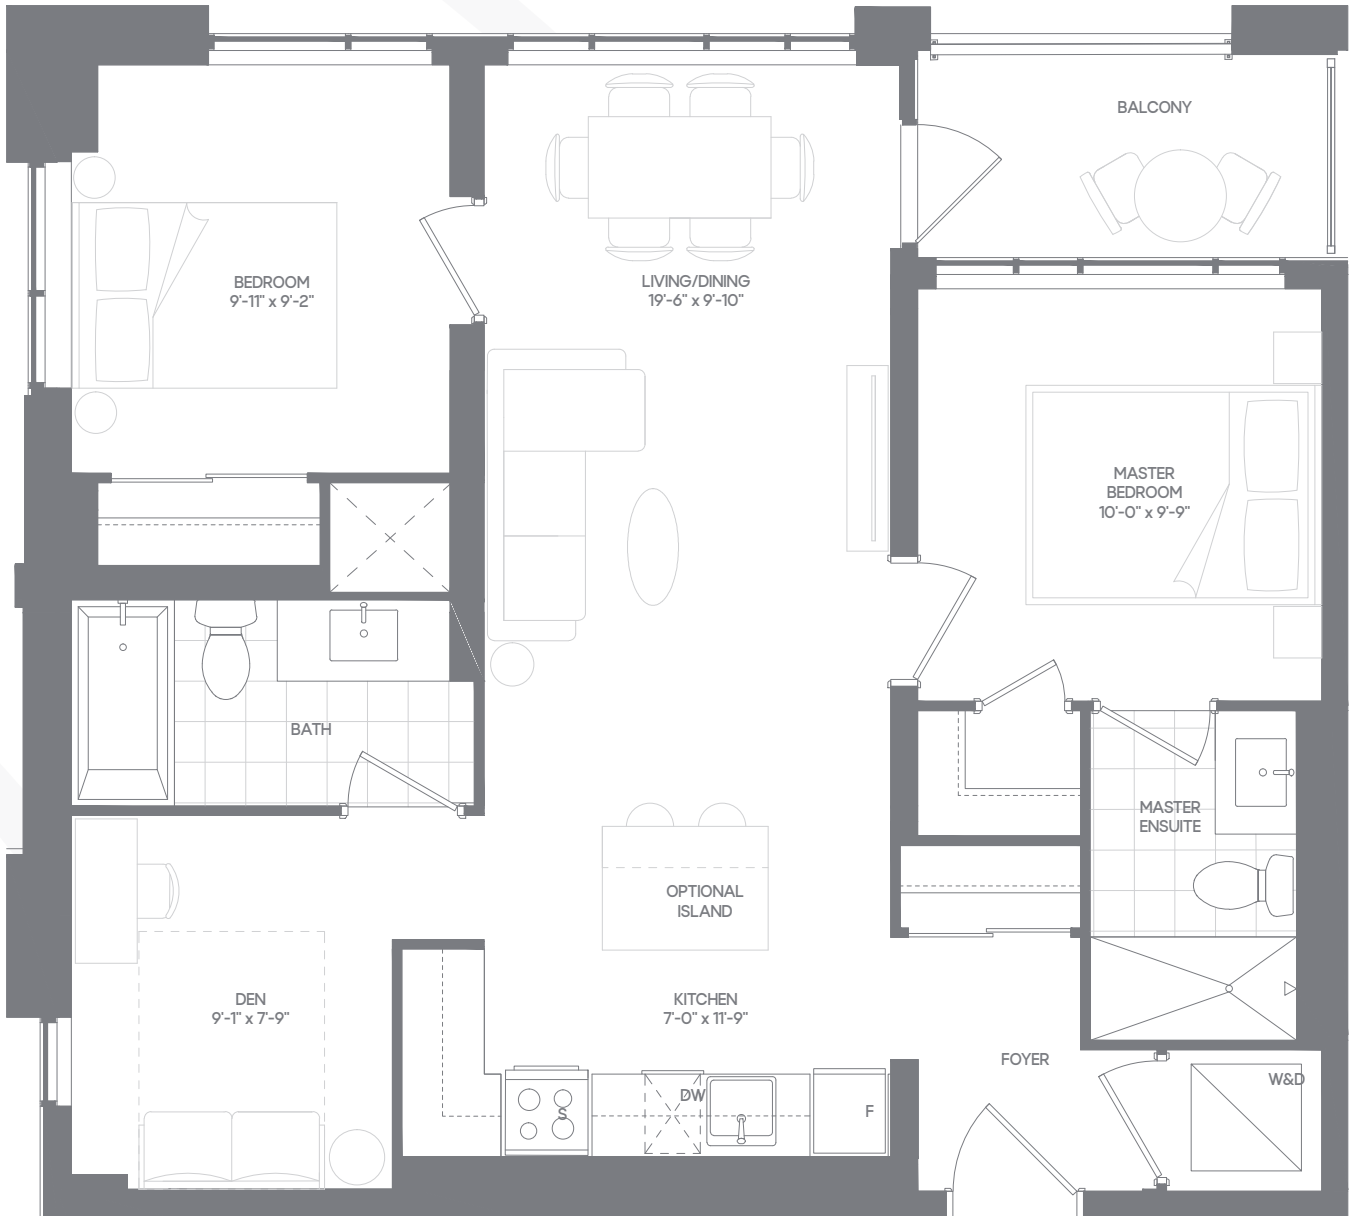 BALCONY
BEDROOM
9'-11" x 9'-2"
LIVING/DINING
19'-6" x 9'-10"
MASTER
BEDROOM
10'-0" x 9'-9"
BATH
MASTER
ENSUITE
OPTIONAL
ISLAND
DEN
9'-1" x 7'-9"
KITCHEN
7'-0" x 11'-9"
FOYER
W&D
DW
S
F